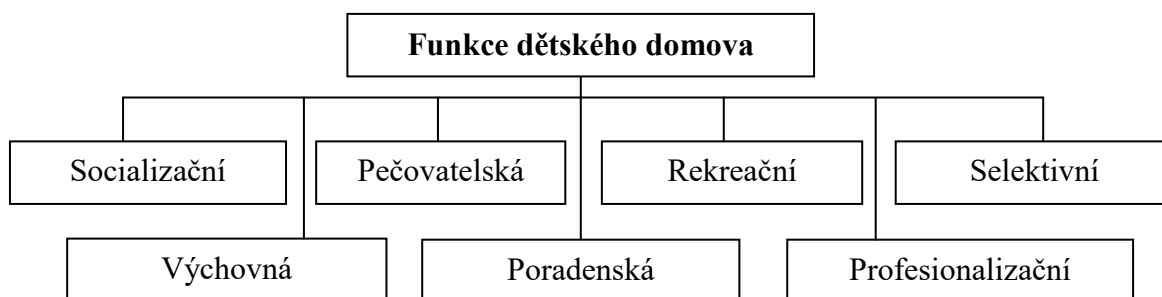 Funkce dětského domova
Socializační
Pečovatelská
Rekreační
Selektivní
Výchovná
Poradenská
Profesionalizační